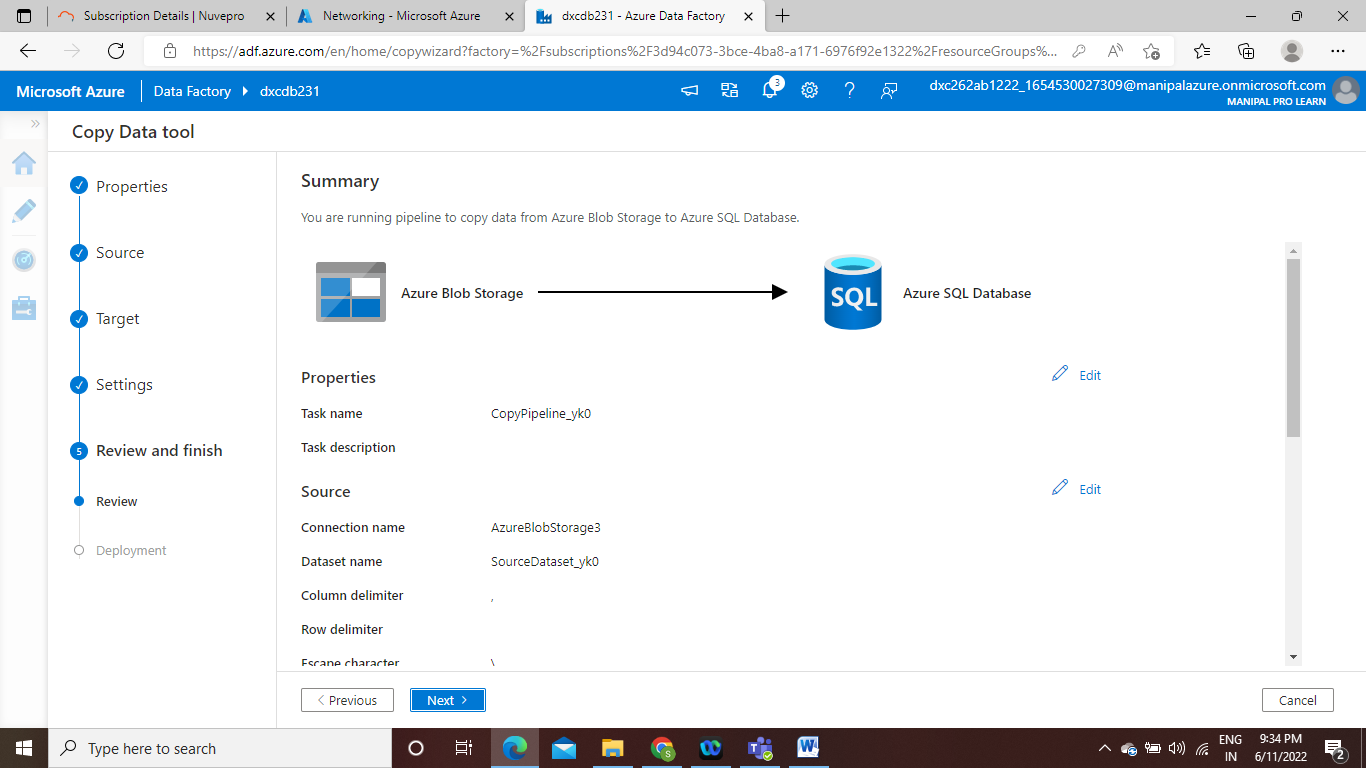 Subscription Details | Nuvepro
Networking - Microsoft Azure
dxcdb231 - Azure Data Factory
https://adf.azure.com/en/home/copywizard?factory=%2Fsubscriptions%2F3d94c073-3bce-4ba8-a171-6976f92e1322%2FresourceGroups%...
Microsoft Azure
Data Factory
dxcdb231
3
dxc262ab1222_1654530027309@manipalazure.onmicrosoft.com
MANIPAL PRO LEARN
Copy Data tool
Properties
Source
Target
Settings
5 Review and finish
Review
Deployment
Summary
You are running pipeline to copy data from Azure Blob Storage to Azure SQL Database.
Azure Blob Storage
SQL
Azure SQL Database
Properties
Edit
Task name
CopyPipeline_yk0
Task description
Source
Edit
Connection name
AzureBlobStorage3
Dataset name
SourceDataset_yk0
Column delimiter
,
Row delimiter
Escape character
\
< Previous
Next >
Cancel
Type here to search
ENG
IN
9:34 PM
6/11/2022
2